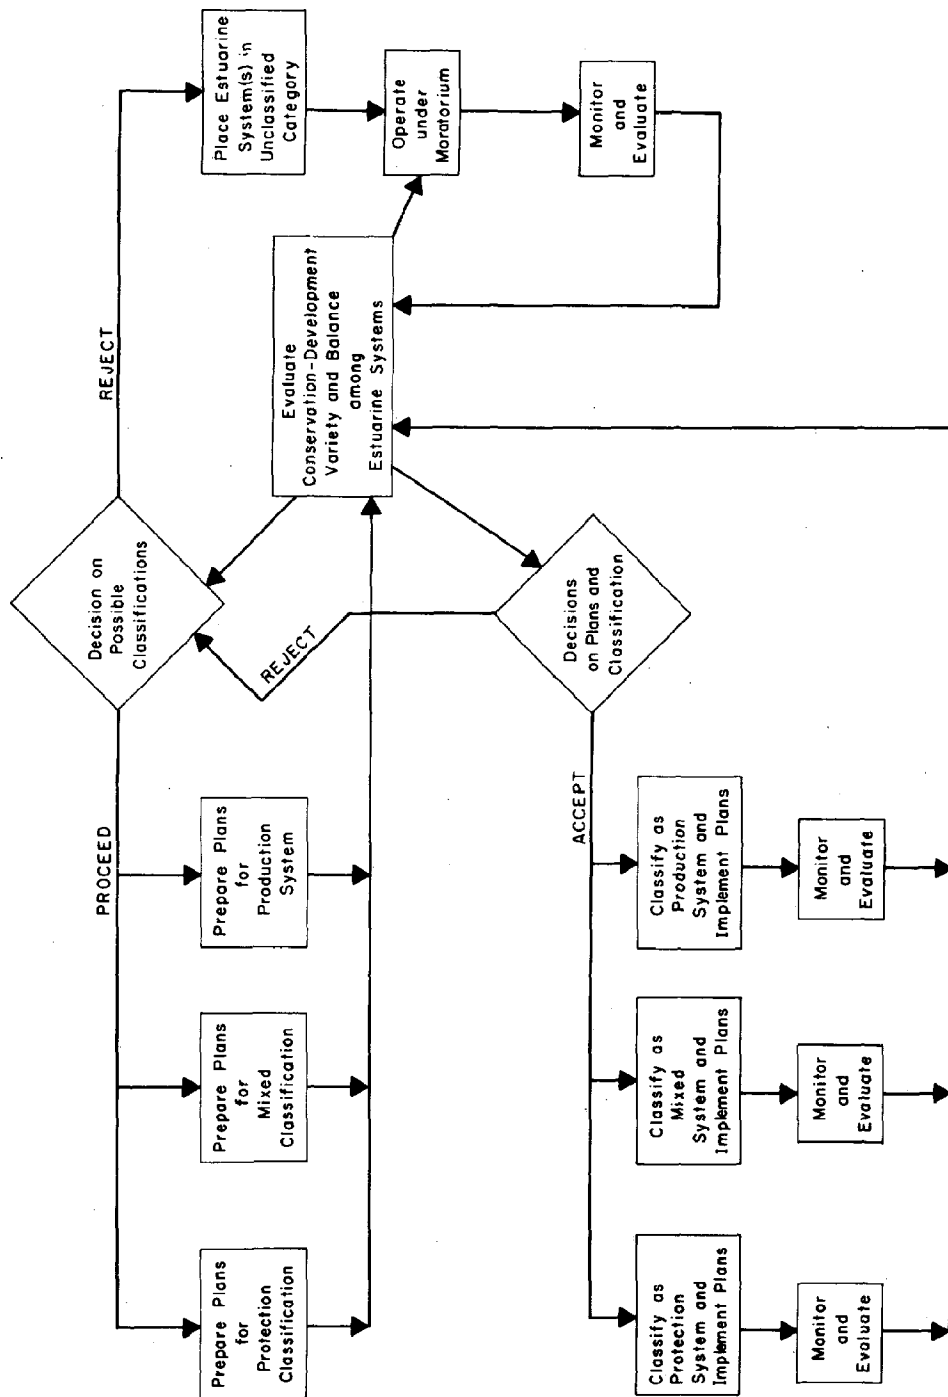 Decision on
Possible
Classifications
PROCEED
REJECT
Prepare Plans
for
Protection
Classification
Prepare Plans
for
Mixed
Classification
Prepare Plans
for
Production
System
Place Estuarine
System(s) in
Unclassified
Category
Evaluate
Conservation-Development
Variety and Balance
among
Estuarine Systems
Operate
under
Moratorium
REJECT
Monitor
and
Evaluate
Decisions
on Plans and
Classification
ACCEPT
Classify as
Protection
System and
Implement Plans
Classify as
Mixed
System and
Implement Plans
Classify as
Production
System and
Implement Plans
Monitor
and
Evaluate
Monitor
and
Evaluate
Monitor
and
Evaluate